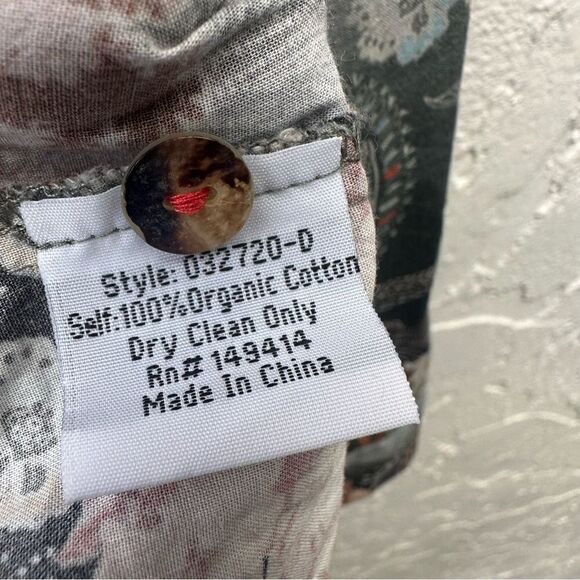 Style: 032720-D
Self:100%Organic Cotton
Dry Clean Only
Rn# 149414
Made In China